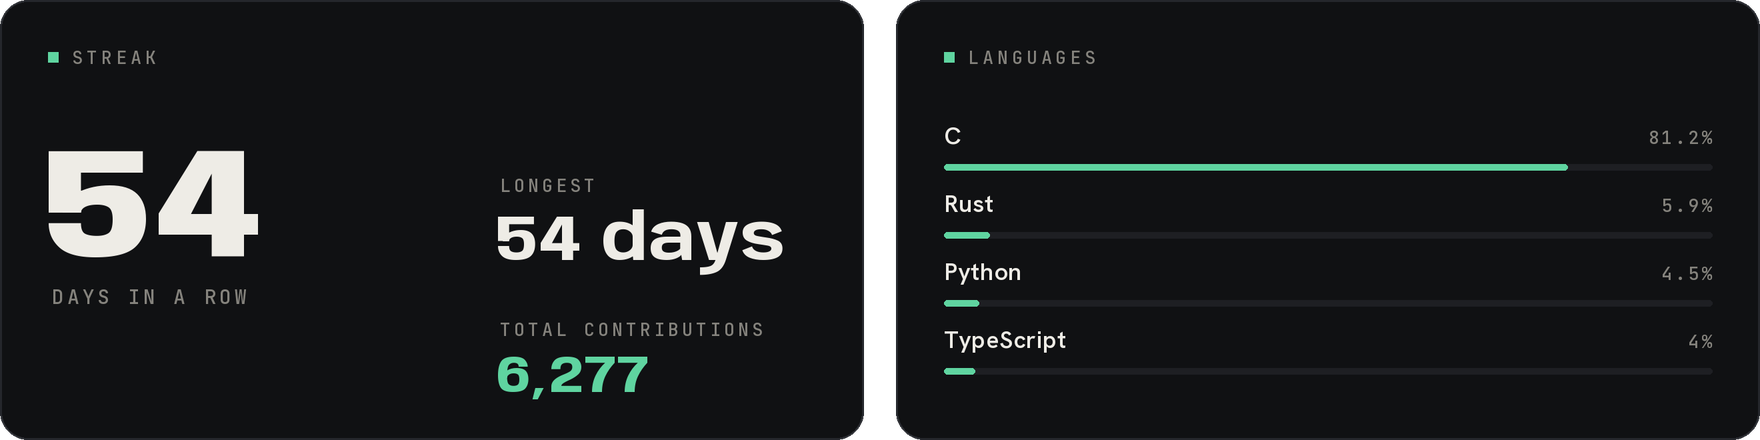 STREAK
54
DAYS IN A ROW
LONGEST
54 days
TOTAL CONTRIBUTIONS
6,277
LANGUAGES
C 81.2%
Rust 5.9%
Python 4.5%
TypeScript 4%